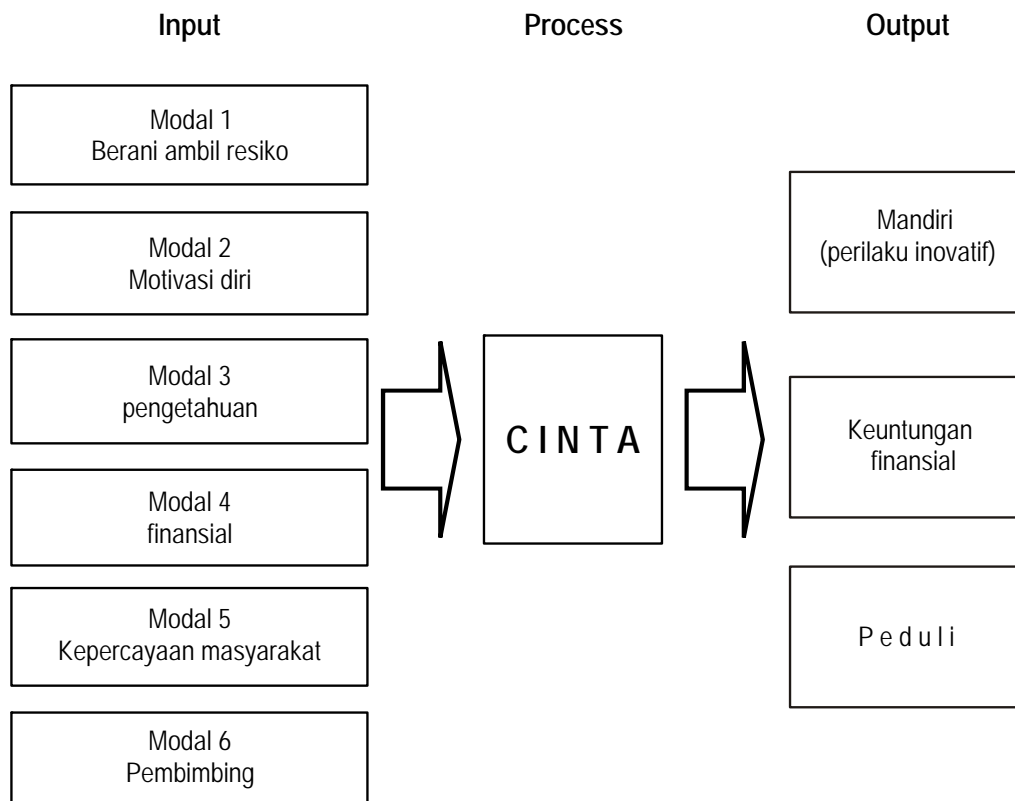 Input
Process
Output
Modal 1
Berani ambil resiko
Modal 2
Motivasi diri
Modal 3
pengetahuan
Modal 4
finansial
Modal 5
Kepercayaan masyarakat
Modal 6
Pembimbing
C I N T A
Mandiri
(perilaku inovatif)
Keuntungan
finansial
P e d u l i